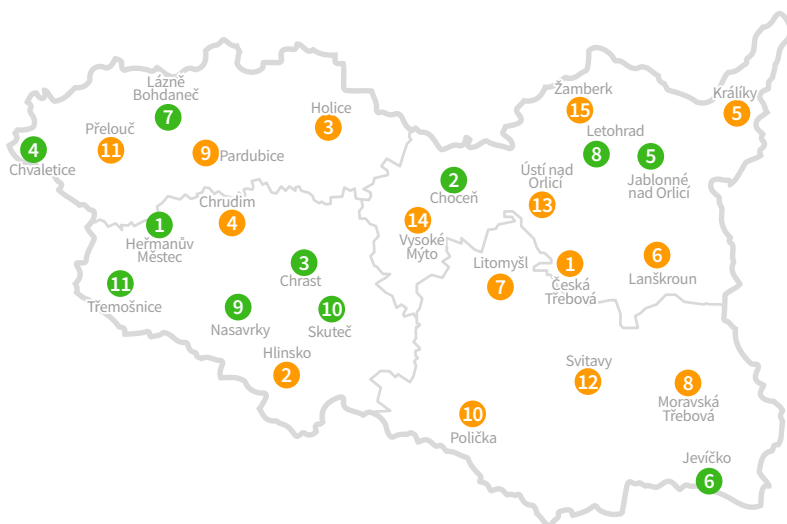 Žamberk
15
Králíky
5
Lázně
Bohdaneč
7
Holice
3
Letohrad
8
Přelouč
11
4
Chvaletice
9
Pardubice
5
Jablonné
nad Orlicí
2
Choceň
Ústí nad
Orlicí
13
Chrudim
4
14
Vysoké
Mýto
1
Heřmanův
Městec
3
Chrast
Litomyšl
7
1
Česká
Třebová
6
Lanškroun
11
Třemošnice
9
Nasavrky
10
Skuteč
Hlinsko
2
Svitavy
12
8
Moravská
Třebová
10
Polička
Jevíčko
6